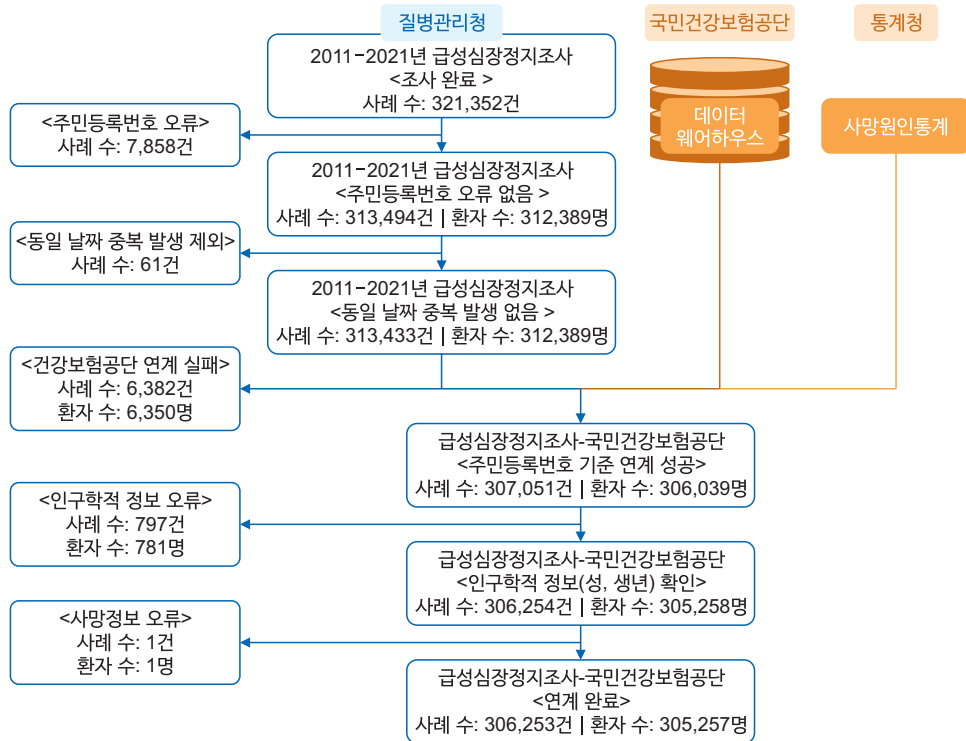 질병관리청
국민건강보험공단
통계청
2011-2021년 급성심장정지조사
<조사 완료 >
사례 수: 321,352건
데이터
웨어하우스
사망원인통계
<주민등록번호 오류>
사례 수: 7,858건
2011-2021년 급성심장정지조사
<주민등록번호 오류 없음 >
사례 수: 313,494건 | 환자 수: 312,389명
<동일 날짜 중복 발생 제외>
사례 수: 61건
2011-2021년 급성심장정지조사
<동일 날짜 중복 발생 없음 >
사례 수: 313,433건 | 환자 수: 312,389명
<건강보험공단 연계 실패>
사례 수: 6,382건
환자 수: 6,350명
급성심장정지조사-국민건강보험공단
<주민등록번호 기준 연계 성공>
사례 수: 307,051건 | 환자 수: 306,039명
<인구학적 정보 오류>
사례 수: 797건
환자 수: 781명
급성심장정지조사-국민건강보험공단
<인구학적 정보(성, 생년) 확인>
사례 수: 306,254건 | 환자 수: 305,258명
<사망정보 오류>
사례 수: 1건
환자 수: 1명
급성심장정지조사-국민건강보험공단
<연계 완료>
사례 수: 306,253건 | 환자 수: 305,257명